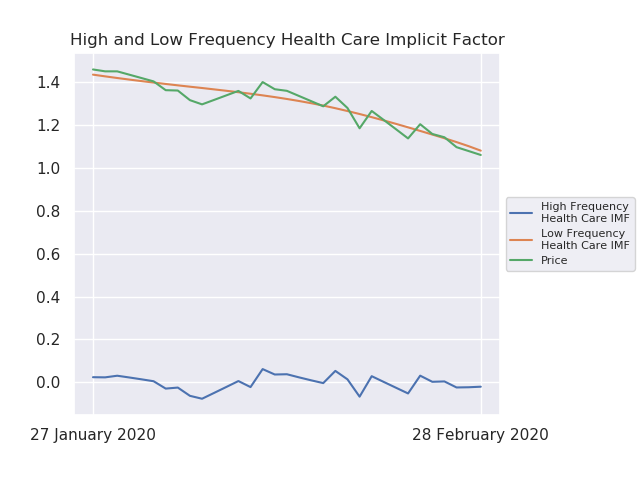 High and Low Frequency Health Care Implicit Factor
1.4
1.2
1.0
0.8
0.6
0.4
0.2
0.0
27 January 2020
28 February 2020
High Frequency
Health Care IMF
Low Frequency
Health Care IMF
Price